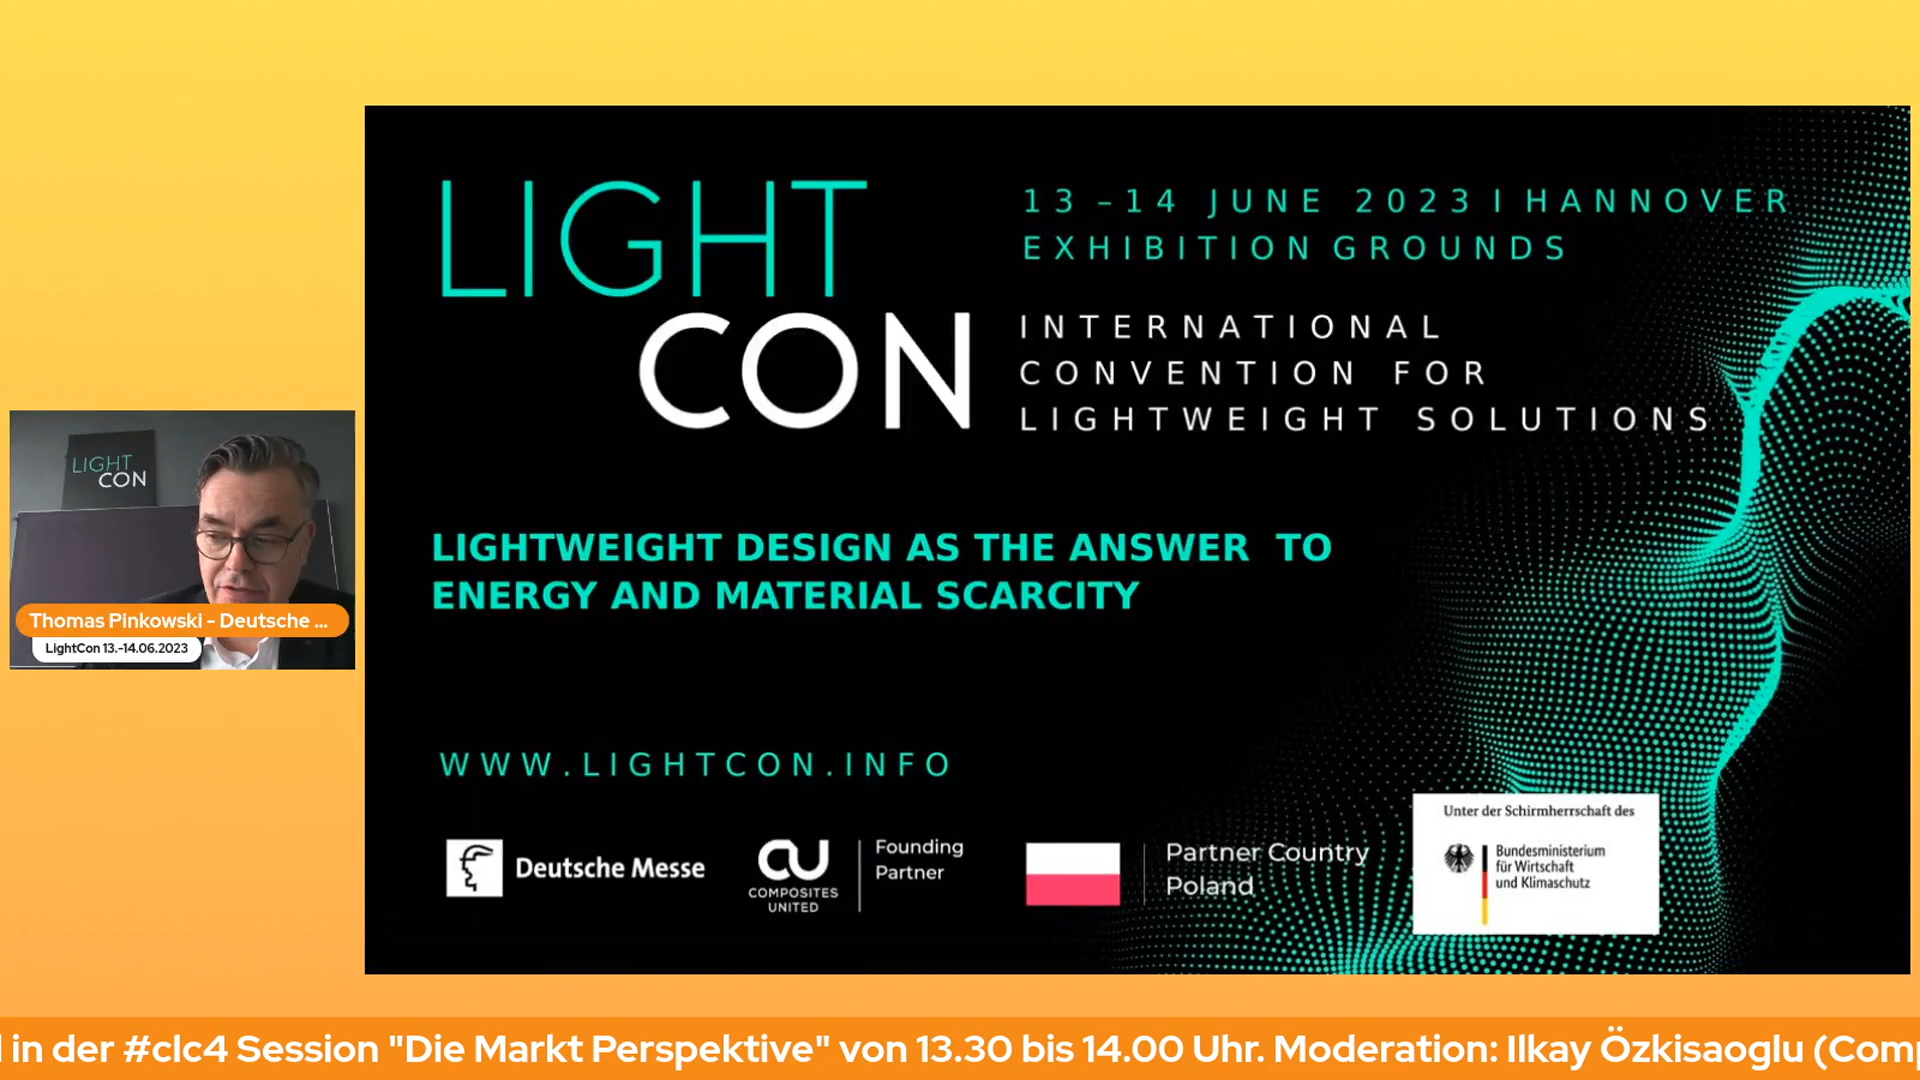 LIGHT
CON
13 –14 JUNE 2023 I HANNOVER
EXHIBITION GROUNDS
INTERNATIONAL
CONVENTION FOR
LIGHTWEIGHT SOLUTIONS
LIGHT
CON
Thomas Pinkowski - Deutsche ...
LightCon 13.-14.06.2023
LIGHTWEIGHT DESIGN AS THE ANSWER TO
ENERGY AND MATERIAL SCARCITY
WWW.LIGHTCON.INFO
Deutsche Messe
CU
COMPOSITES
UNITED
Founding
Partner
Partner Country
Poland
Unter der Schirmherrschaft des
Bundesministerium
für Wirtschaft
und Klimaschutz
in der #clc4 Session "Die Markt Perspektive" von 13.30 bis 14.00 Uhr. Moderation: Ilkay Özkisaoglu (Comp